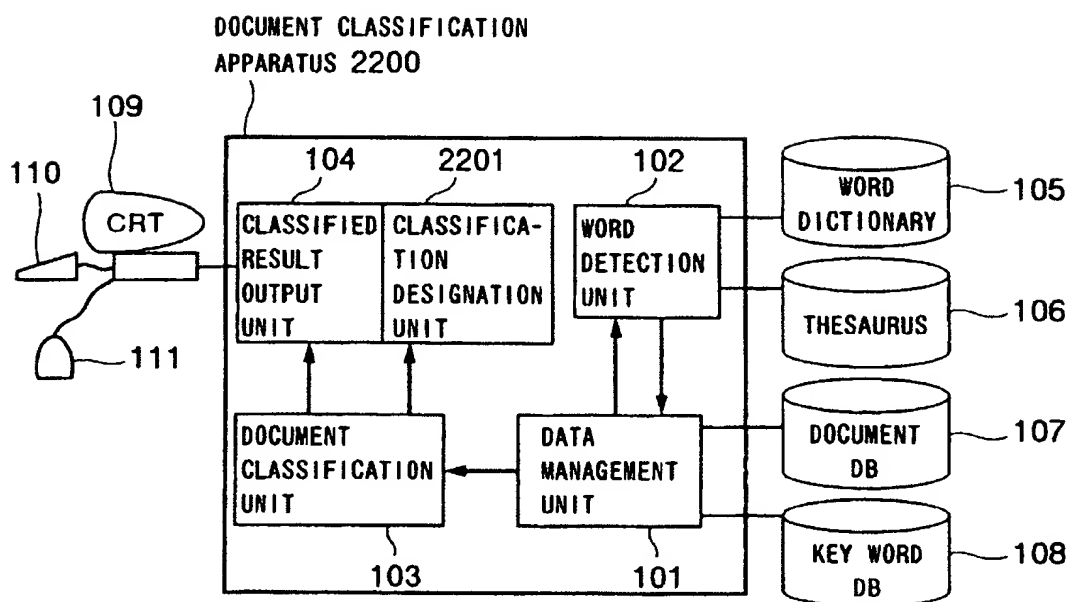 DOCUMENT CLASSIFICATION
APPARATUS 2200
109
110
CRT
111
104
2201
102
CLASSIFIED
RESULT
OUTPUT
UNIT
CLASSIFICA-
TION
DESIGNATION
UNIT
WORD
DETECTION
UNIT
WORD
DICTIONARY
105
THESAURUS
106
DOCUMENT
CLASSIFICATION
UNIT
103
DATA
MANAGEMENT
UNIT
101
DOCUMENT
DB
107
KEY WORD
DB
108